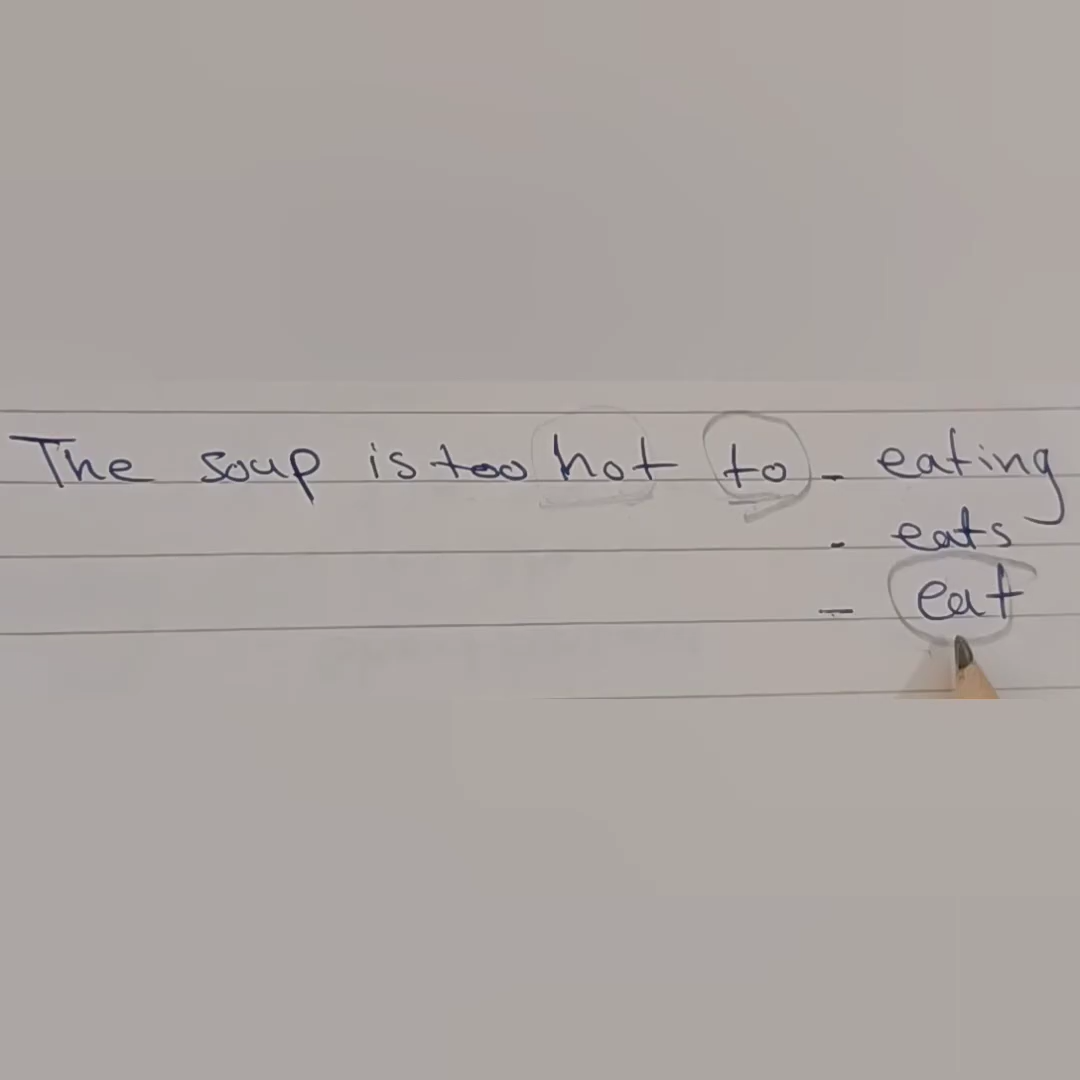 The soup is too hot to - eating
- eats
- eat